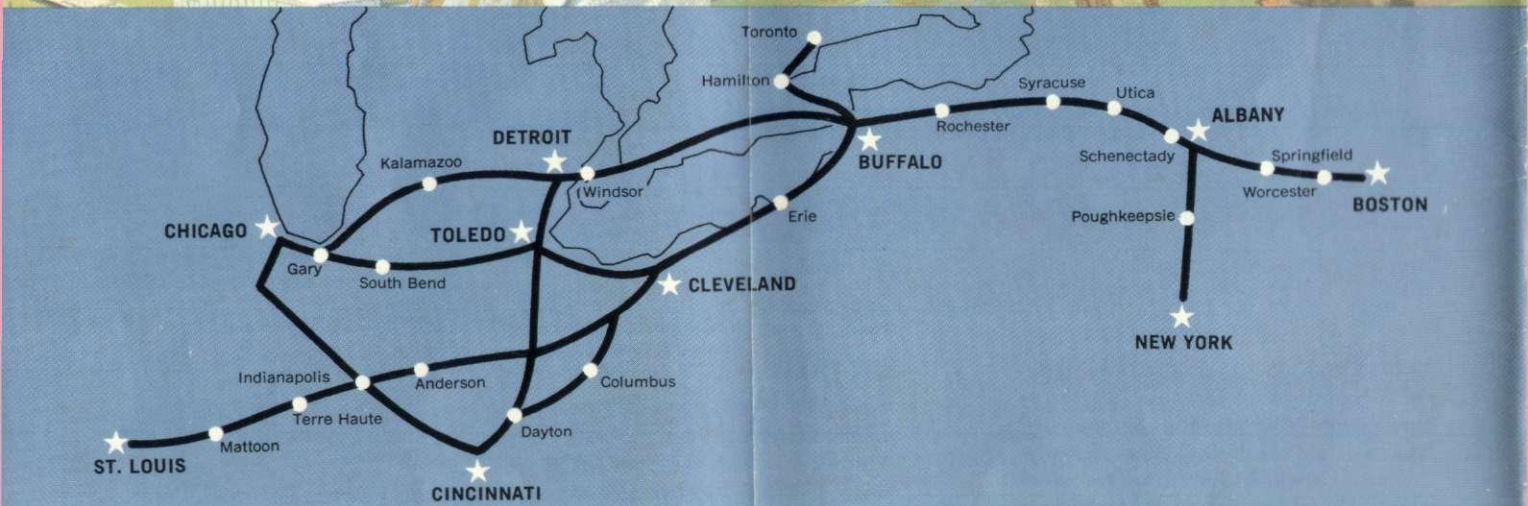 Toronto
Hamilton
Syracuse
Utica
ALBANY
DETROIT
Rochester
Kalamazoo
BUFFALO
Schenectady
Springfield
Windsor
Worcester
BOSTON
CHICAGO
TOLEDO
Erie
Poughkeepsie
Gary
South Bend
CLEVELAND
NEW YORK
Indianapolis
Anderson
Columbus
Terre Haute
Dayton
Mattoon
ST. LOUIS
CINCINNATI